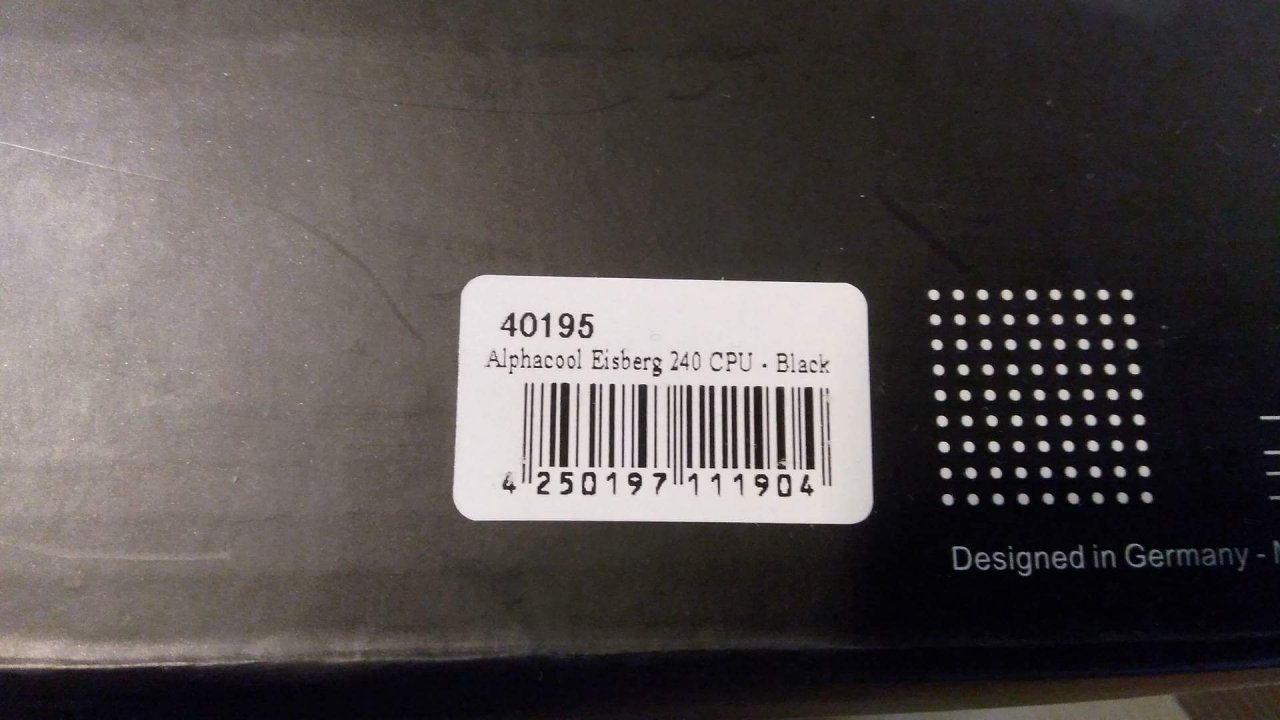 40195
Alphacool Eisberg 240 CPU - Black
4 250197 111904
Designed in Germany -